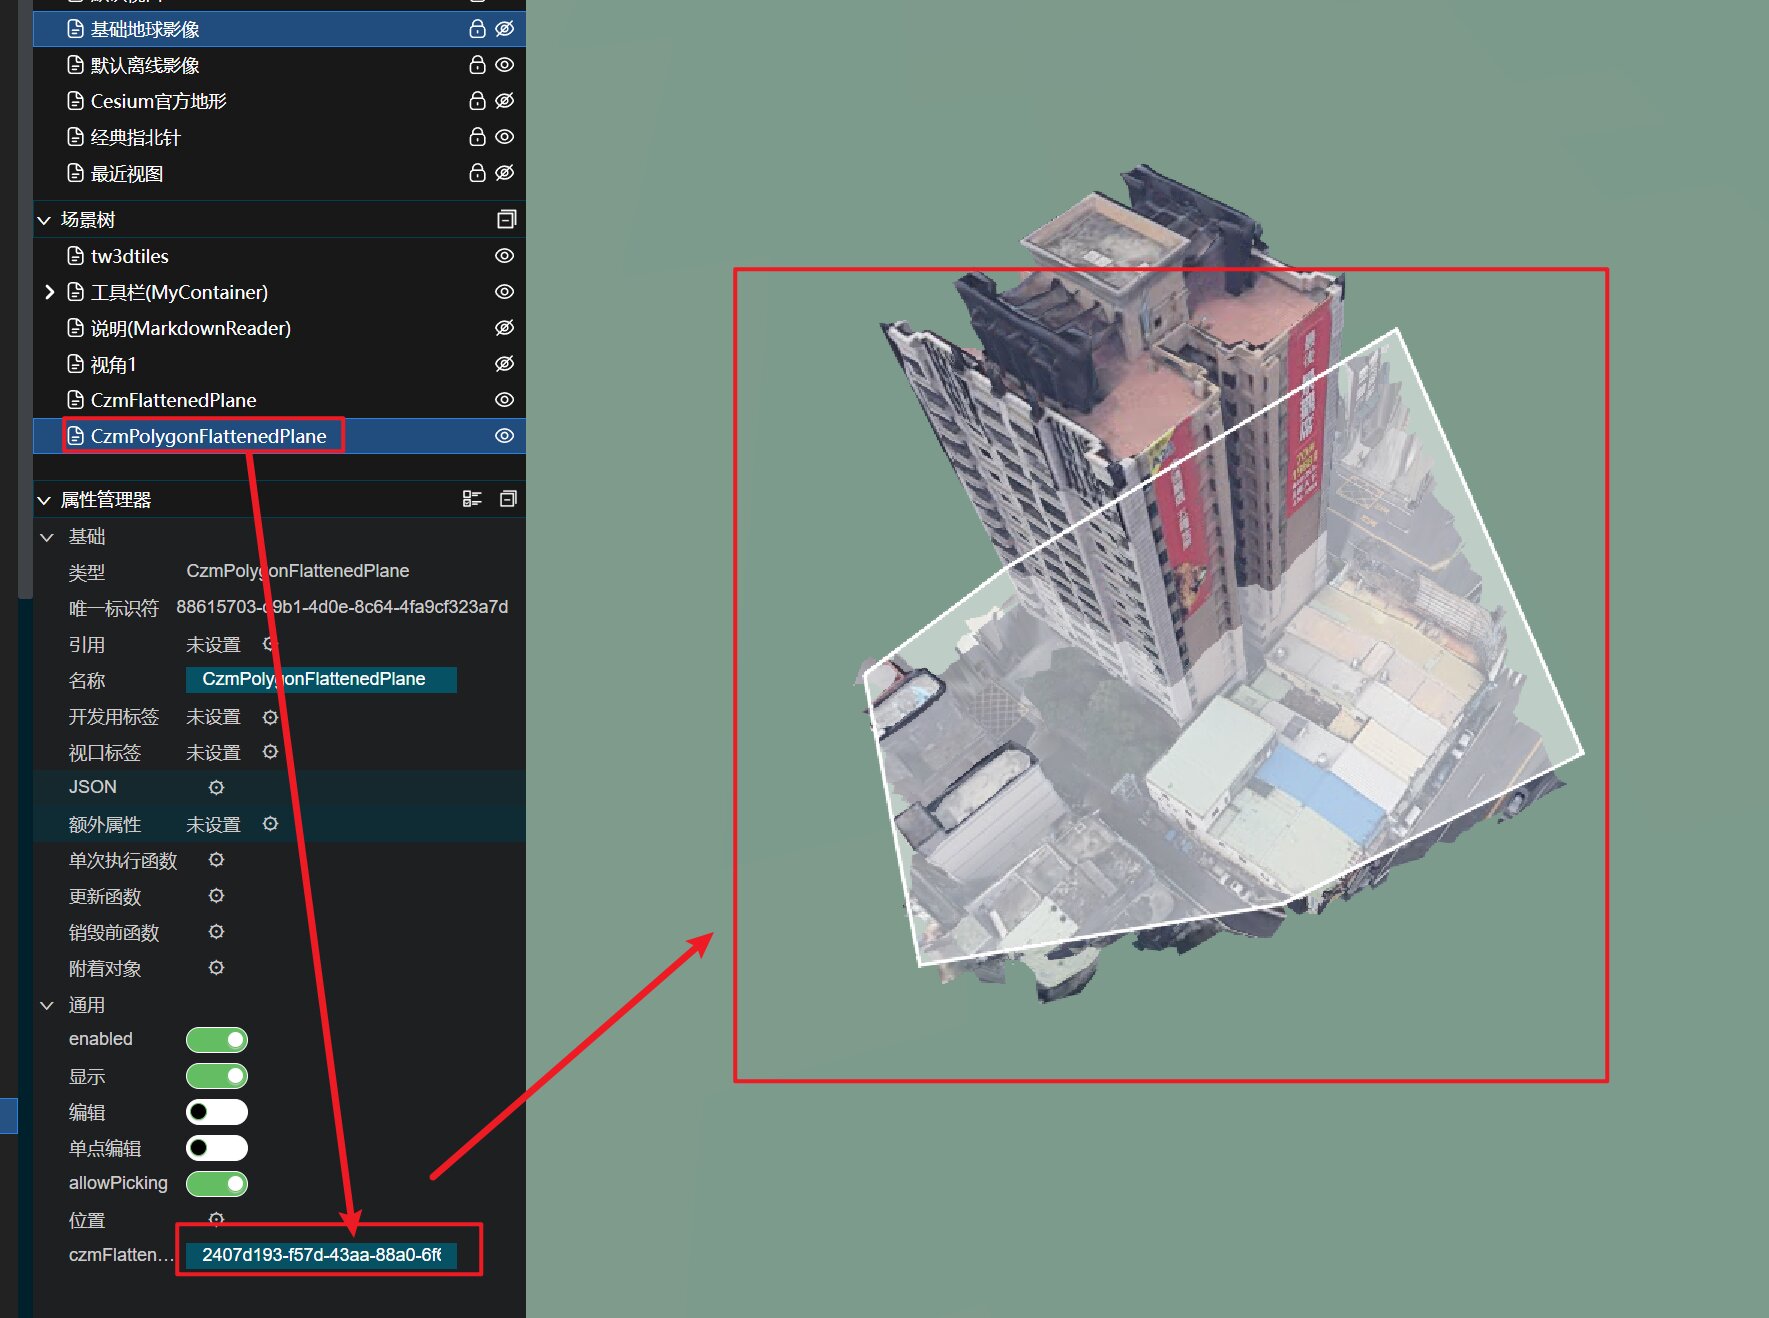 基础地球影像
默认离线影像
Cesium官方地形
经典指北针
最近视图
场景树
tw3dtiles
工具栏(MyContainer)
说明(MarkdownReader)
视角1
CzmFlattenedPlane
CzmPolygonFlattenedPlane
属性管理器
基础
类型 CzmPolygonFlattenedPlane
唯一标识符 88615703-c9b1-4d0e-8c64-4fa9cf323a7d
引用 未设置
名称 CzmPolygonFlattenedPlane
开发用标签 未设置
视口标签 未设置
JSON
额外属性 未设置
单次执行函数
更新函数
销毁前函数
附着对象
通用
enabled
显示
编辑
单点编辑
allowPicking
位置
czmFlatten... 2407d193-f57d-43aa-88a0-6f6